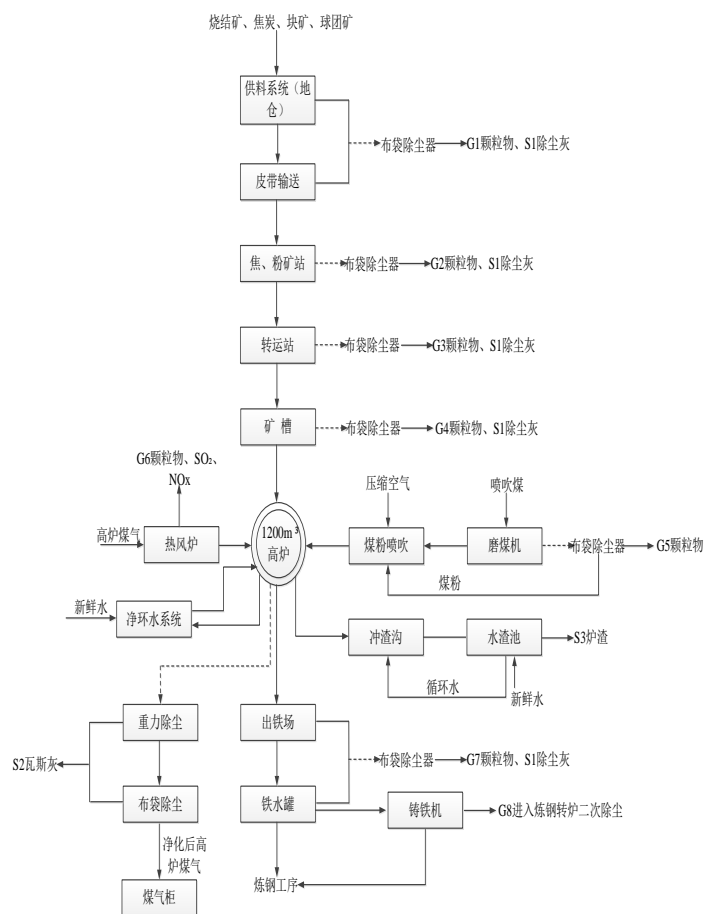 烧结矿、焦炭、块矿、球团矿
供料系统（地
仓）
布袋除尘器
G1颗粒物、S1除尘灰
皮带输送
焦、粉矿站
布袋除尘器
G2颗粒物、S1除尘灰
转运站
布袋除尘器
G3颗粒物、S1除尘灰
矿 槽
布袋除尘器
G4颗粒物、S1除尘灰
G6颗粒物、SO₂、
NOx
压缩空气
喷吹煤
高炉煤气
热风炉
1200m³
高炉
煤粉喷吹
磨煤机
布袋除尘器
G5颗粒物
煤粉
新鲜水
净环水系统
冲渣沟
水渣池
S3炉渣
循环水
新鲜水
重力除尘
出铁场
S2瓦斯灰
布袋除尘器
G7颗粒物、S1除尘灰
布袋除尘
铁水罐
铸铁机
G8进入炼钢转炉二次除尘
净化后高
炉煤气
煤气柜
炼钢工序